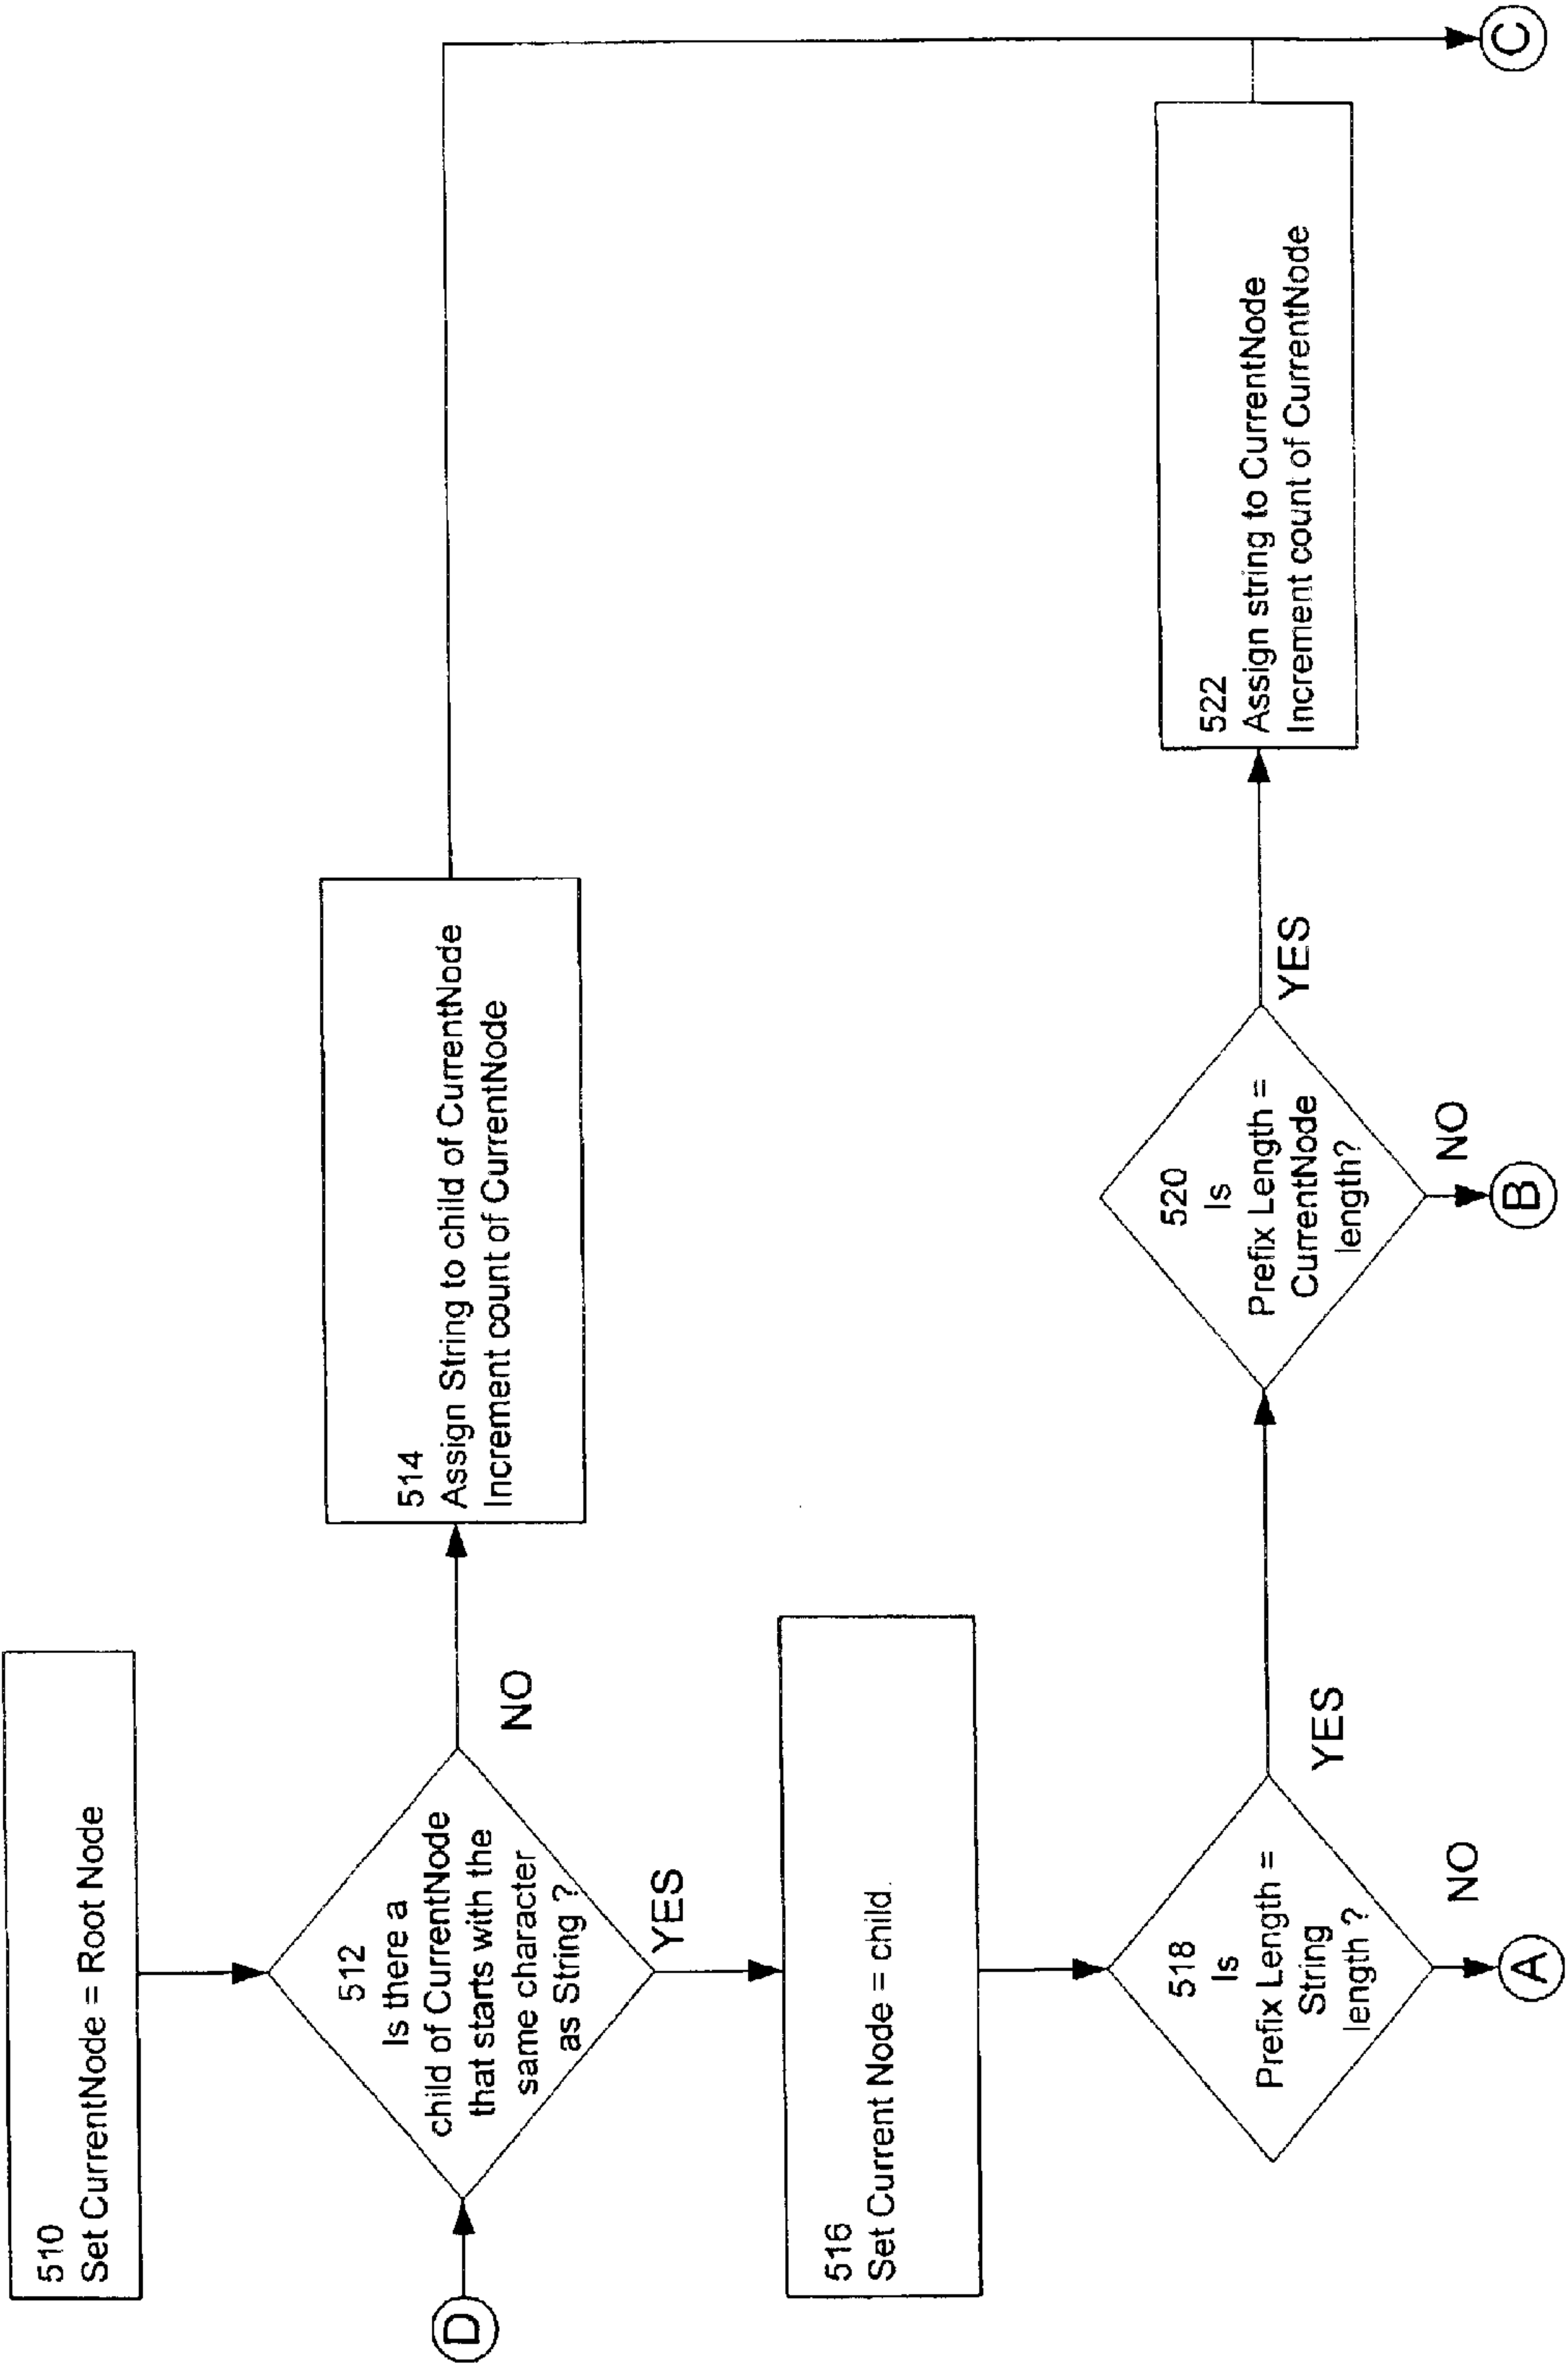 510
Set CurrentNode = Root Node
D
512
Is there a
child of CurrentNode
that starts with the
same character
as String ?
NO
YES
514
Assign String to child of CurrentNode
Increment count of CurrentNode
516
Set Current Node = child.
518
Is
Prefix Length =
String
length ?
YES
NO
A
520
Is
Prefix Length =
CurrentNode
length?
YES
NO
B
522
Assign string to CurrentNode
Increment count of CurrentNode
C